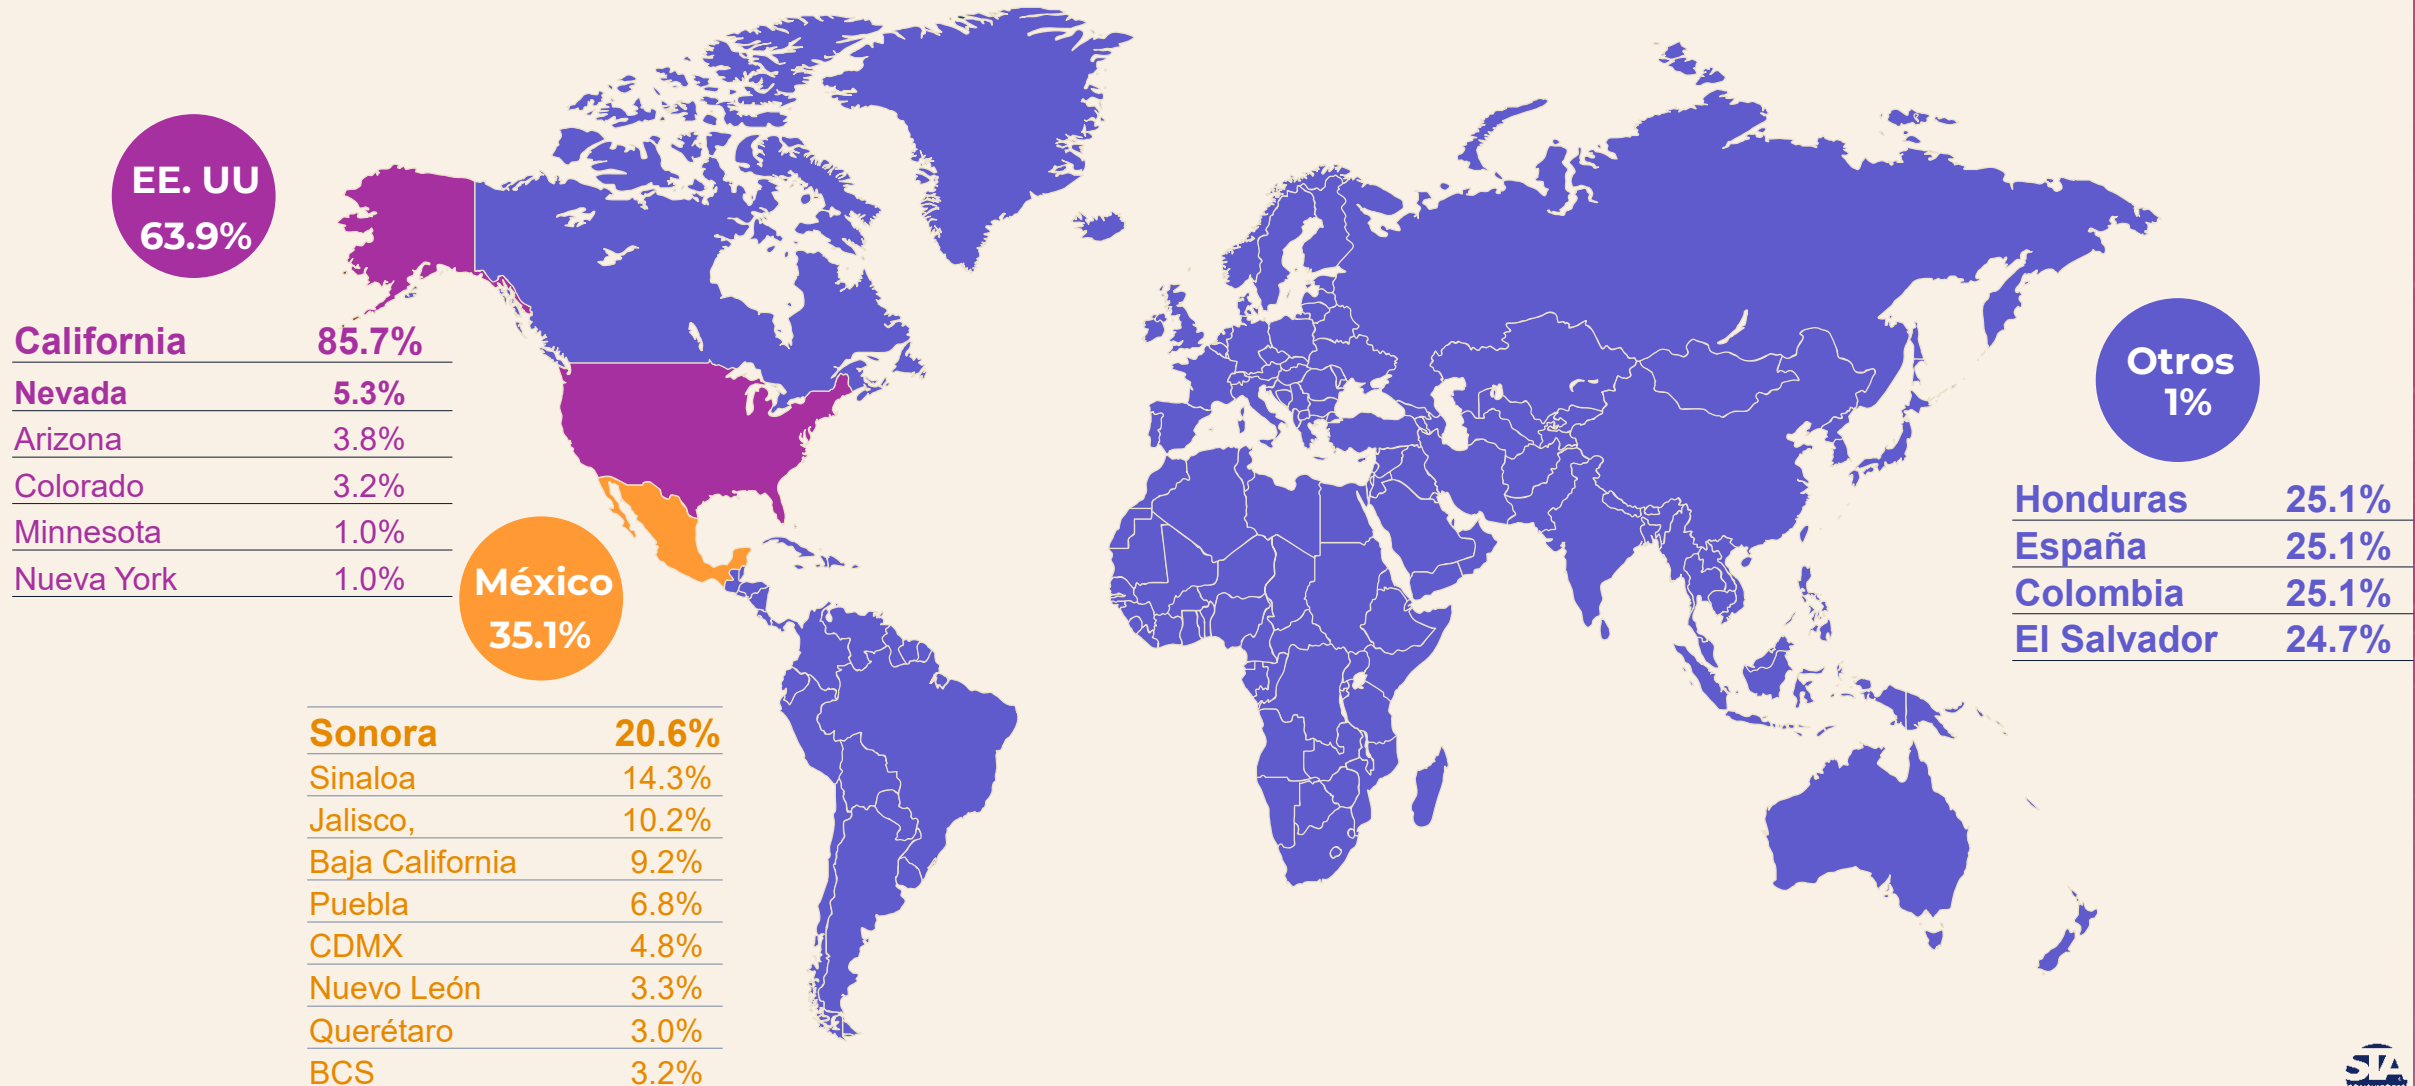 EE. UU
63.9%
California 85.7%
Nevada 5.3%
Arizona 3.8%
Colorado 3.2%
Minnesota 1.0%
Nueva York 1.0%
México
35.1%
Sonora 20.6%
Sinaloa 14.3%
Jalisco, 10.2%
Baja California 9.2%
Puebla 6.8%
CDMX 4.8%
Nuevo León 3.3%
Querétaro 3.0%
BCS 3.2%
Otros
1%
Honduras 25.1%
España 25.1%
Colombia 25.1%
El Salvador 24.7%
STA